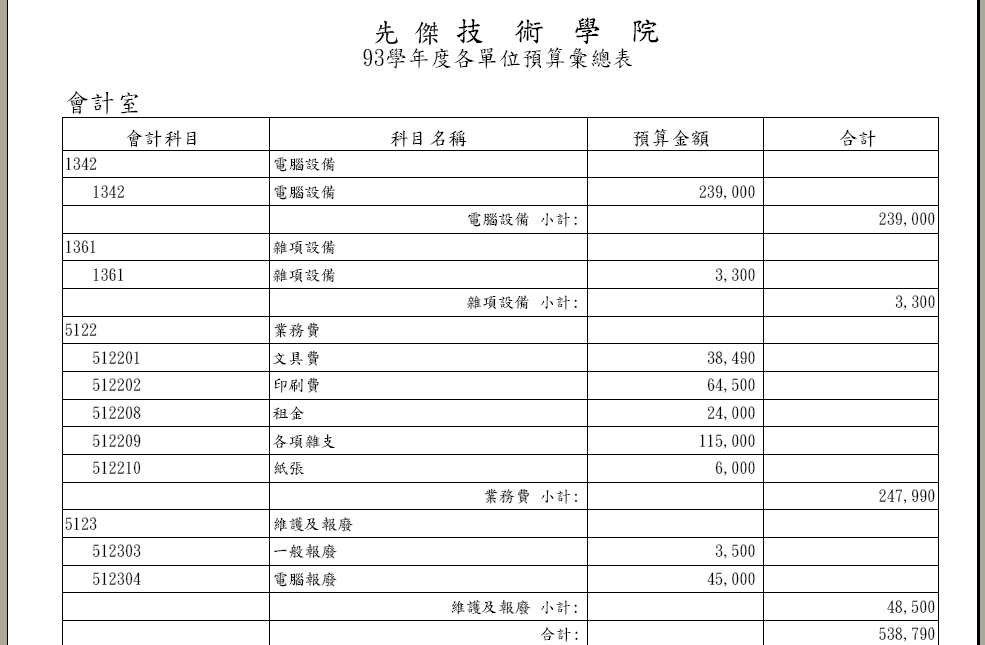 先傑技術學院
93學年度各單位預算彙總表
會計室
會計科目 科目名稱 預算金額 合計
1342 電腦設備
1342 電腦設備 239,000
電腦設備 小計: 239,000
1361 雜項設備
1361 雜項設備 3,300
雜項設備 小計: 3,300
5122 業務費
512201 文具費 38,490
512202 印刷費 64,500
512208 租金 24,000
512209 各項雜支 115,000
512210 紙張 6,000
業務費 小計: 247,990
5123 維護及報廢
512303 一般報廢 3,500
512304 電腦報廢 45,000
維護及報廢 小計: 48,500
合計: 538,790